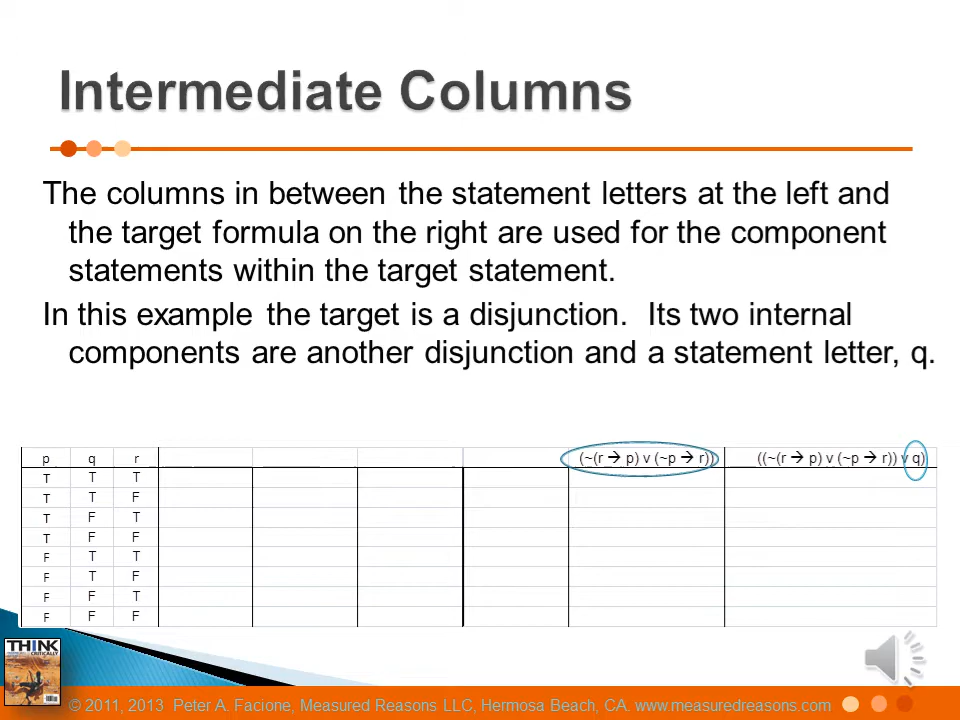 Intermediate Columns
The columns in between the statement letters at the left and
the target formula on the right are used for the component
statements within the target statement.
In this example the target is a disjunction. Its two internal
components are another disjunction and a statement letter, q.
p q r (~(r → p) v (~p → r)) ((~(r → p) v (~p → r)) v q)
T T T
T T F
T F T
T F F
F T T
F T F
F F T
F F F
THINK
CRITICALLY
© 2011, 2013 Peter A. Facione, Measured Reasons LLC, Hermosa Beach, CA. www.measuredreasons.com